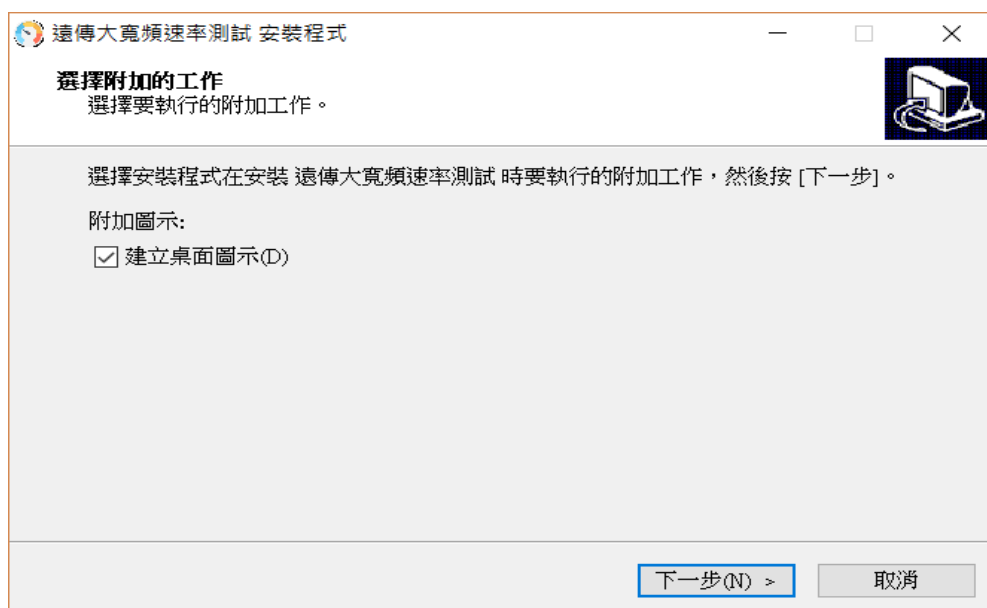 遠傳大寬頻速率測試 安裝程式
選擇附加的工作
選擇要執行的附加工作。
選擇安裝程式在安裝 遠傳大寬頻速率測試 時要執行的附加工作，然後按 [下一步]。
附加圖示:
建立桌面圖示(D)
下一步(N) >
取消